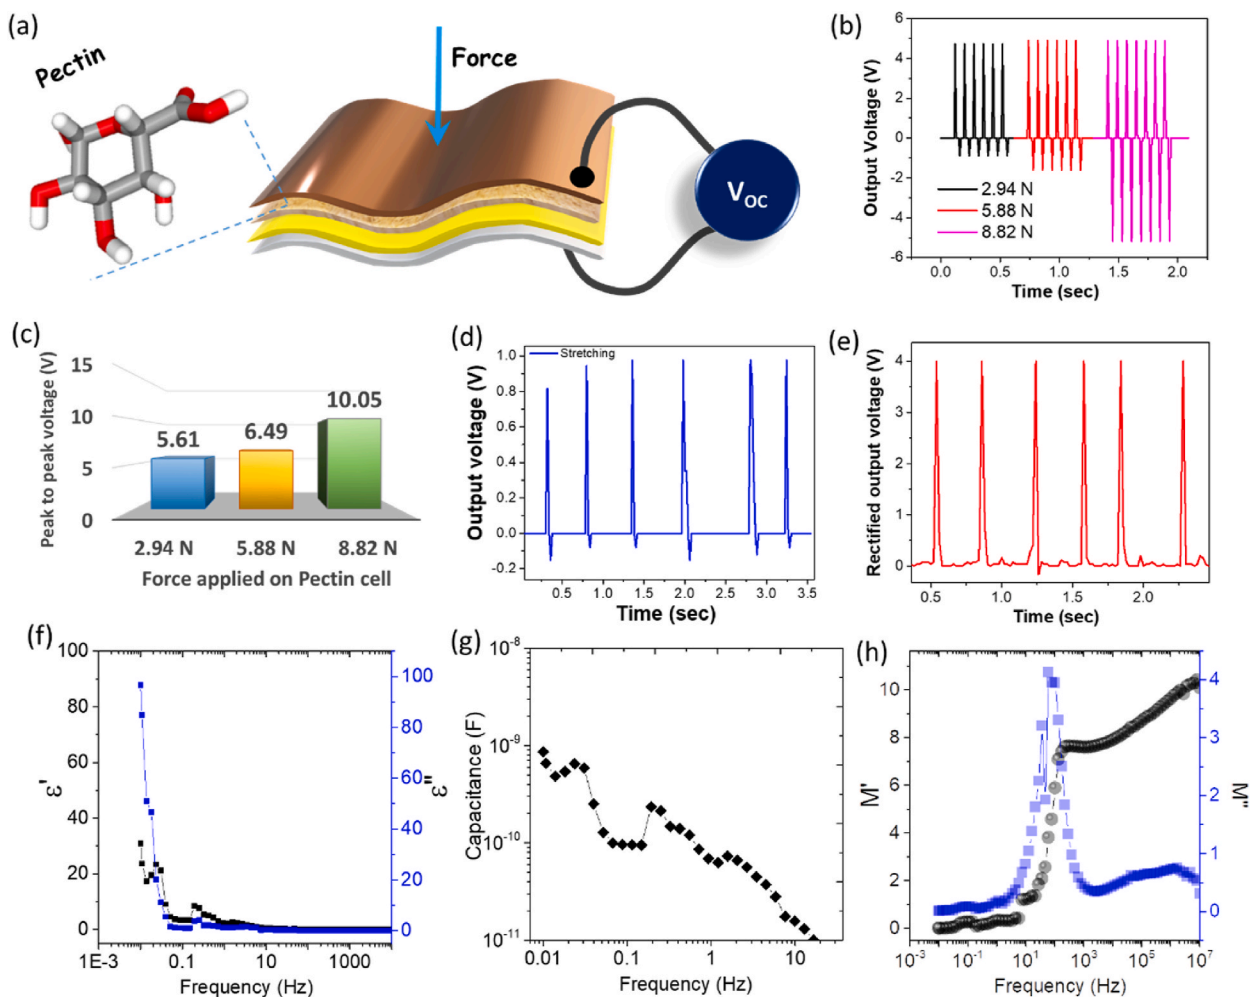 (a)
Pectin
Force
V_OC
(b)
Output Voltage (V)
6
4
2
0
-2
-4
-6
2.94 N
5.88 N
8.82 N
0.0 0.5 1.0 1.5 2.0
Time (sec)
(c)
Peak to peak voltage (V)
15
10
5
0
5.61
6.49
10.05
2.94 N 5.88 N 8.82 N
Force applied on Pectin cell
(d)
Output voltage (V)
Stretching
1.0
0.8
0.6
0.4
0.2
0.0
-0.2
0.5 1.0 1.5 2.0 2.5 3.0 3.5
Time (sec)
(e)
Rectified output voltage (V)
4
3
2
1
0
0.5 1.0 1.5 2.0
Time (sec)
(f)
ε'
100
80
60
40
20
0
100
80
60
40
20
0
ε"
1E-3 0.1 10 1000
Frequency (Hz)
(g)
Capacitance (F)
10⁻⁸
10⁻⁹
10⁻¹⁰
10⁻¹¹
0.01 0.1 1 10
Frequency (Hz)
(h)
M'
10
8
6
4
2
0
4
3
2
1
0
M"
10⁻³ 10⁻¹ 10¹ 10³ 10⁵ 10⁷
Frequency (Hz)